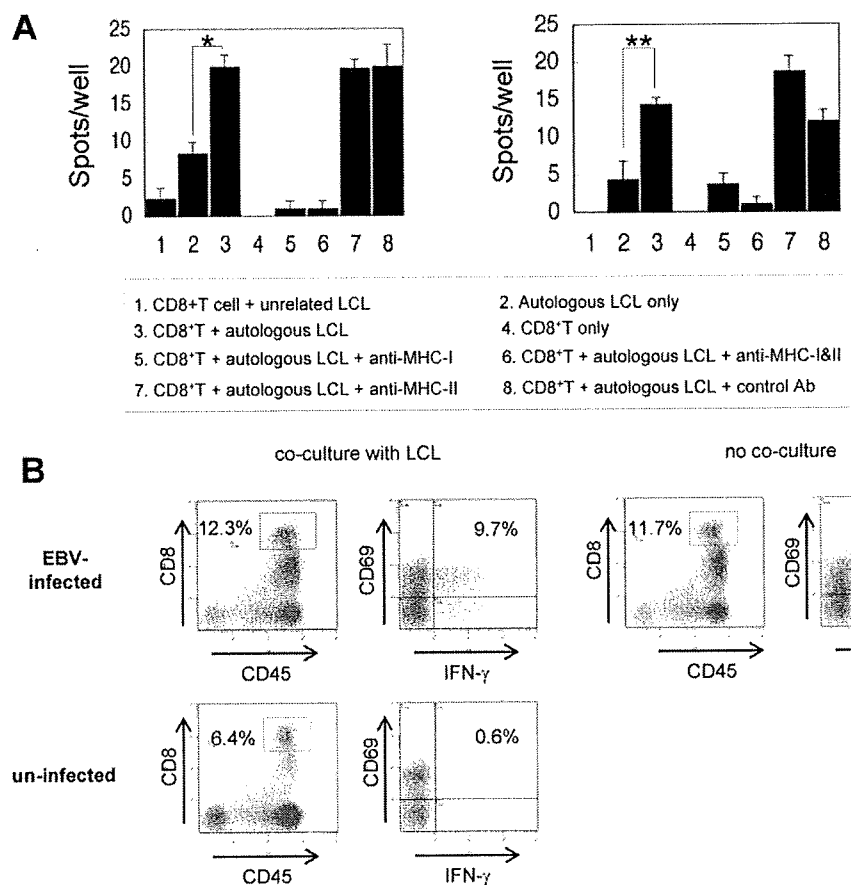 A
Spots/well
25
20
15
10
5
0
*
1 2 3 4 5 6 7 8
Spots/well
25
20
15
10
5
0
**
1 2 3 4 5 6 7 8
1. CD8+T cell + unrelated LCL
2. Autologous LCL only
3. CD8+T + autologous LCL
4. CD8+T only
5. CD8+T + autologous LCL + anti-MHC-I
6. CD8+T + autologous LCL + anti-MHC-I&II
7. CD8+T + autologous LCL + anti-MHC-II
8. CD8+T + autologous LCL + control Ab
B
co-culture with LCL
no co-culture
EBV-
infected
12.3%
CD8
CD45
9.7%
CD69
IFN-γ
11.7%
CD8
CD45
CD69
un-infected
6.4%
CD8
CD45
0.6%
CD69
IFN-γ